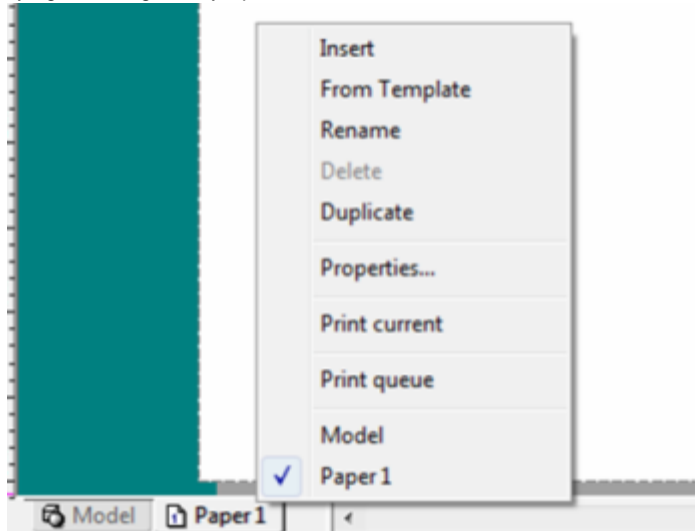 Insert
From Template
Rename
Delete
Duplicate
Properties...
Print current
Print queue
Model
Paper 1
Model Paper 1